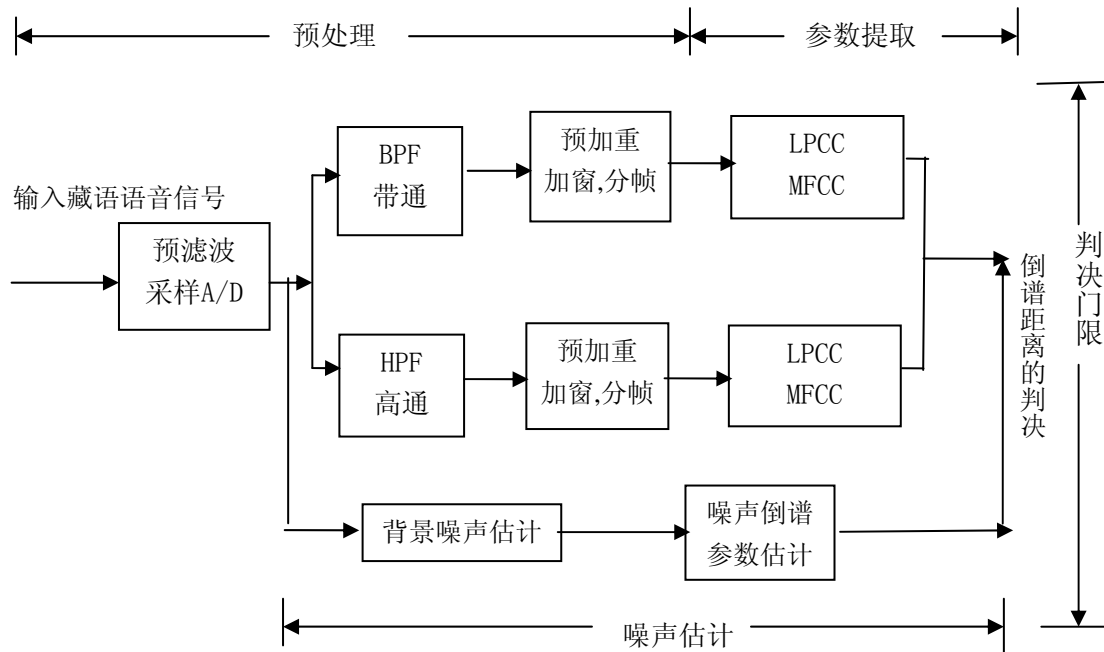 预处理
参数提取
输入藏语语音信号
预滤波
采样A/D
BPF
带通
预加重
加窗,分帧
LPCC
MFCC
HPF
高通
预加重
加窗,分帧
LPCC
MFCC
背景噪声估计
噪声倒谱
参数估计
倒谱距离的判决
判决门限
噪声估计